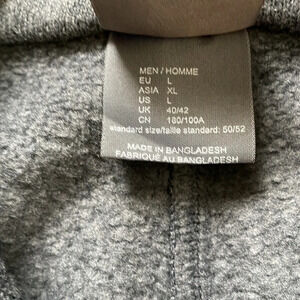 MEN / HOMME
EU L
ASIA XL
US L
UK 40/42
CN 180/100A
standard size/taille standard: 50/52
MADE IN BANGLADESH
FABRIQUÉ AU BANGLADESH